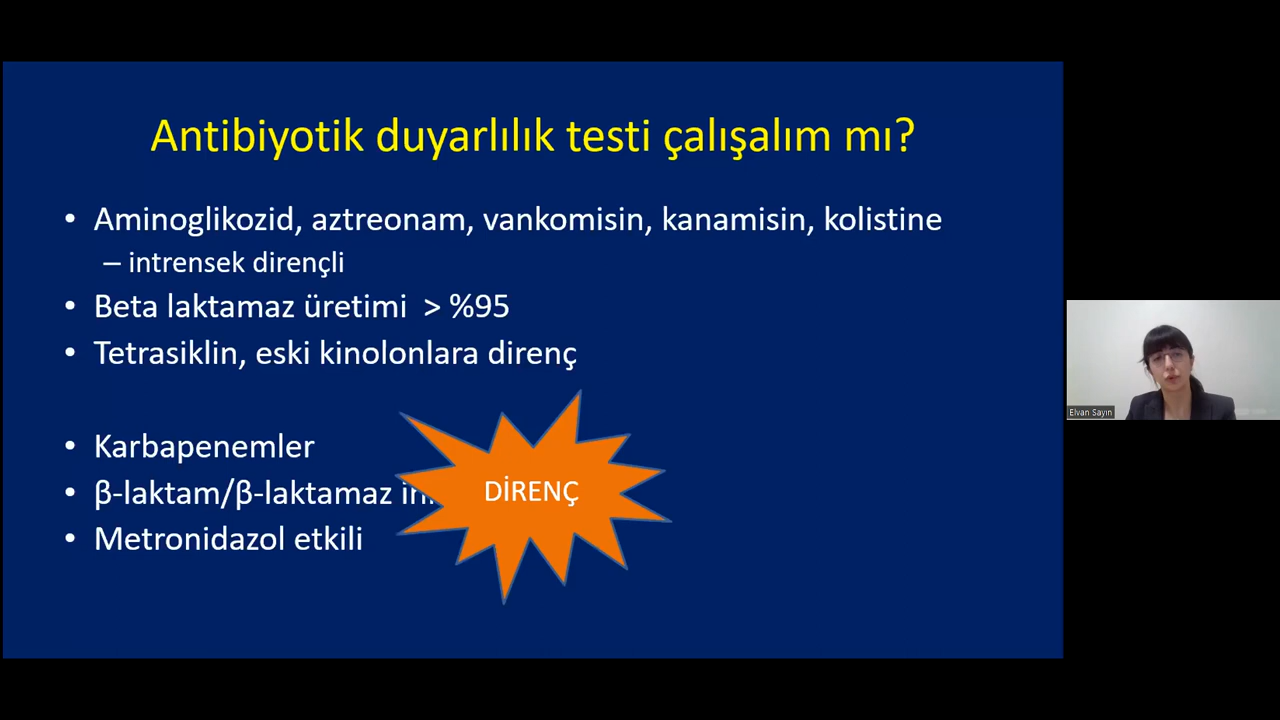 Antibiyotik duyarlılık testi çalışalım mı?
• Aminoglikozid, aztreonam, vankomisin, kanamisin, kolistine
– intrensek dirençli
• Beta laktamaz üretimi > %95
• Tetrasiklin, eski kinolonlara direnç
• Karbapenemler
• β-laktam/β-laktamaz
DİRENÇ
• Metronidazol etkili
Elvan Sayın